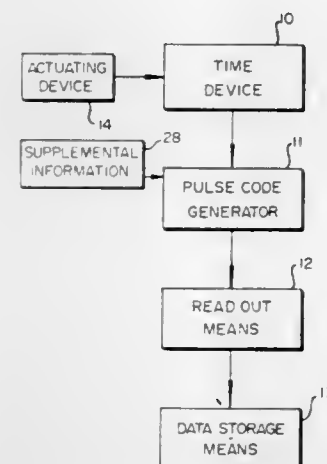 10
ACTUATING
DEVICE
14
TIME
DEVICE
SUPPLEMENTAL
INFORMATION
28
11
PULSE CODE
GENERATOR
12
READ OUT
MEANS
1
DATA STORAGE
MEANS